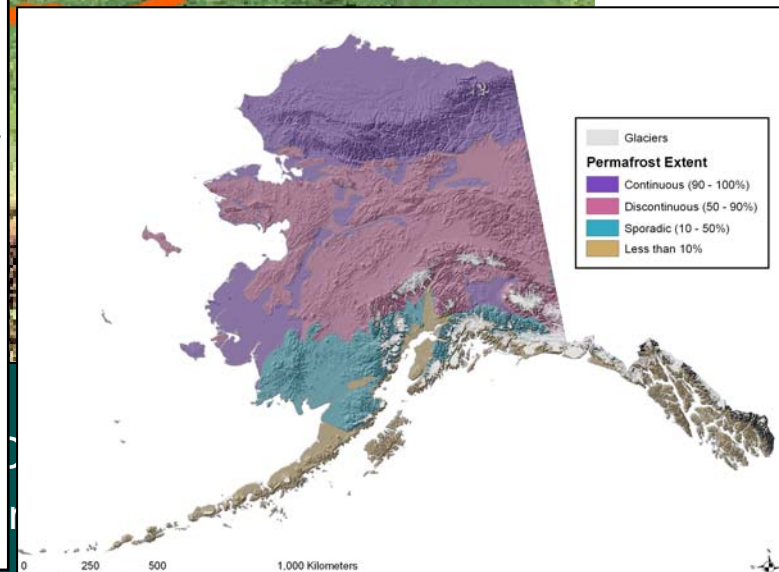 Glaciers
Permafrost Extent
Continuous (90 - 100%)
Discontinuous (50 - 90%)
Sporadic (10 - 50%)
Less than 10%
0 250 500 1,000 Kilometers